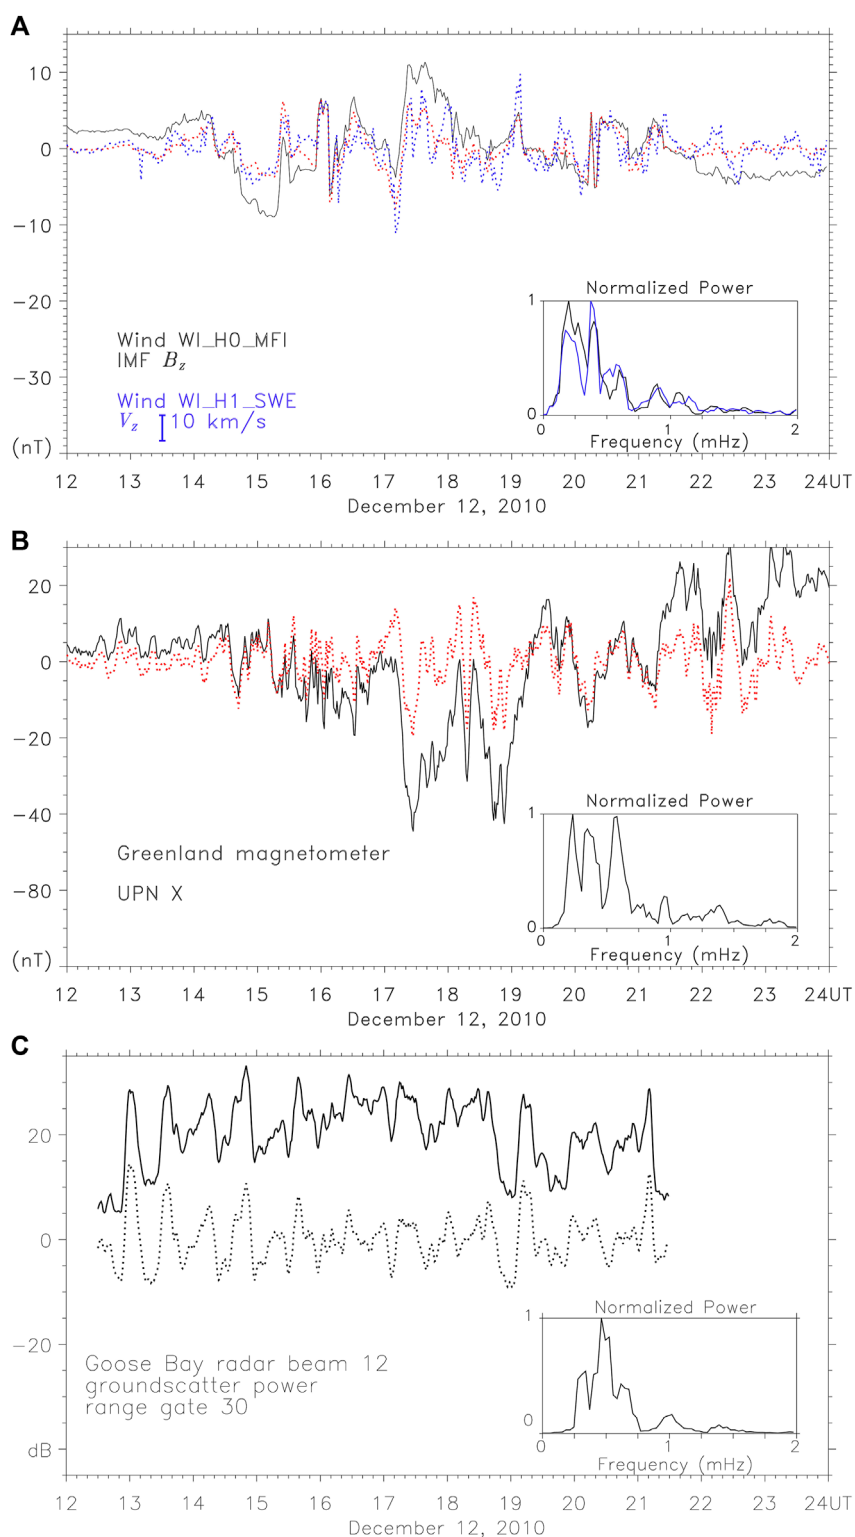 A
10
0
−10
−20
−30
(nT)
Wind WI_H0_MFI
IMF Bz
Wind WI_H1_SWE
Vz 10 km/s
Normalized Power
1
0
0 1 2
Frequency (mHz)
12 13 14 15 16 17 18 19 20 21 22 23 24UT
December 12, 2010
B
20
0
−20
−40
−80
(nT)
Greenland magnetometer
UPN X
Normalized Power
1
0
0 1 2
Frequency (mHz)
12 13 14 15 16 17 18 19 20 21 22 23 24UT
December 12, 2010
C
20
0
−20
dB
Goose Bay radar beam 12
groundscatter power
range gate 30
Normalized Power
1
0
0 1 2
Frequency (mHz)
12 13 14 15 16 17 18 19 20 21 22 23 24UT
December 12, 2010